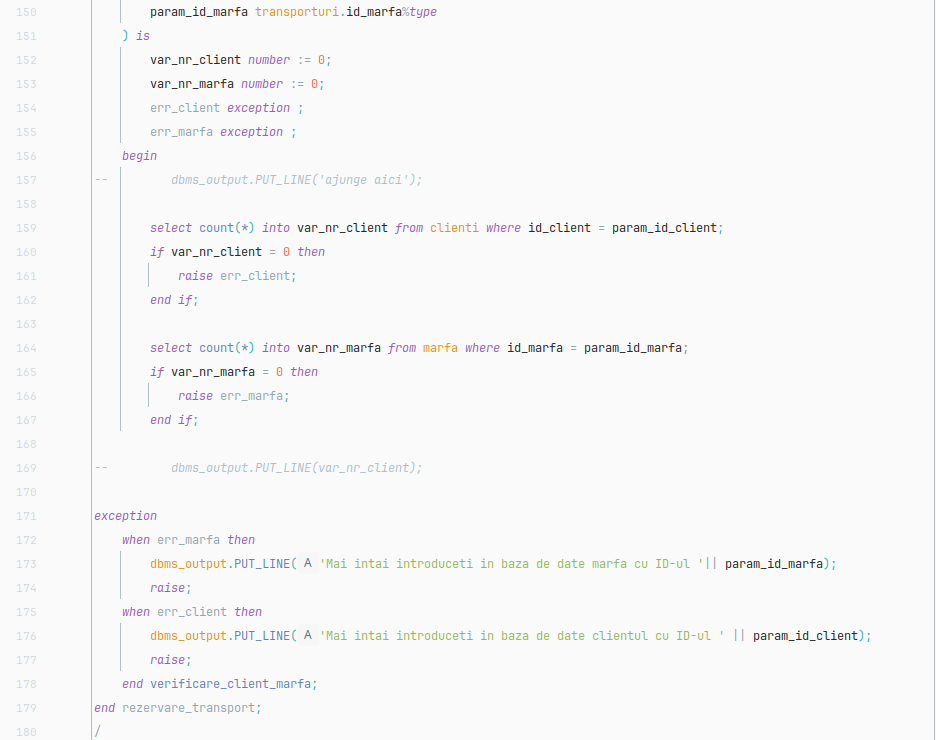 150 param_id_marfa transporturi.id_marfa%type
151 ) is
152 var_nr_client number := 0;
153 var_nr_marfa number := 0;
154 err_client exception ;
155 err_marfa exception ;
156 begin
157 -- dbms_output.PUT_LINE('ajunge aici');
158
159 select count(*) into var_nr_client from clienti where id_client = param_id_client;
160 if var_nr_client = 0 then
161 raise err_client;
162 end if;
163
164 select count(*) into var_nr_marfa from marfa where id_marfa = param_id_marfa;
165 if var_nr_marfa = 0 then
166 raise err_marfa;
167 end if;
168
169 -- dbms_output.PUT_LINE(var_nr_client);
170
171 exception
172 when err_marfa then
173 dbms_output.PUT_LINE( A 'Mai intai introduceti in baza de date marfa cu ID-ul '|| param_id_marfa);
174 raise;
175 when err_client then
176 dbms_output.PUT_LINE( A 'Mai intai introduceti in baza de date clientul cu ID-ul ' || param_id_client);
177 raise;
178 end verificare_client_marfa;
179 end rezervare_transport;
180 /